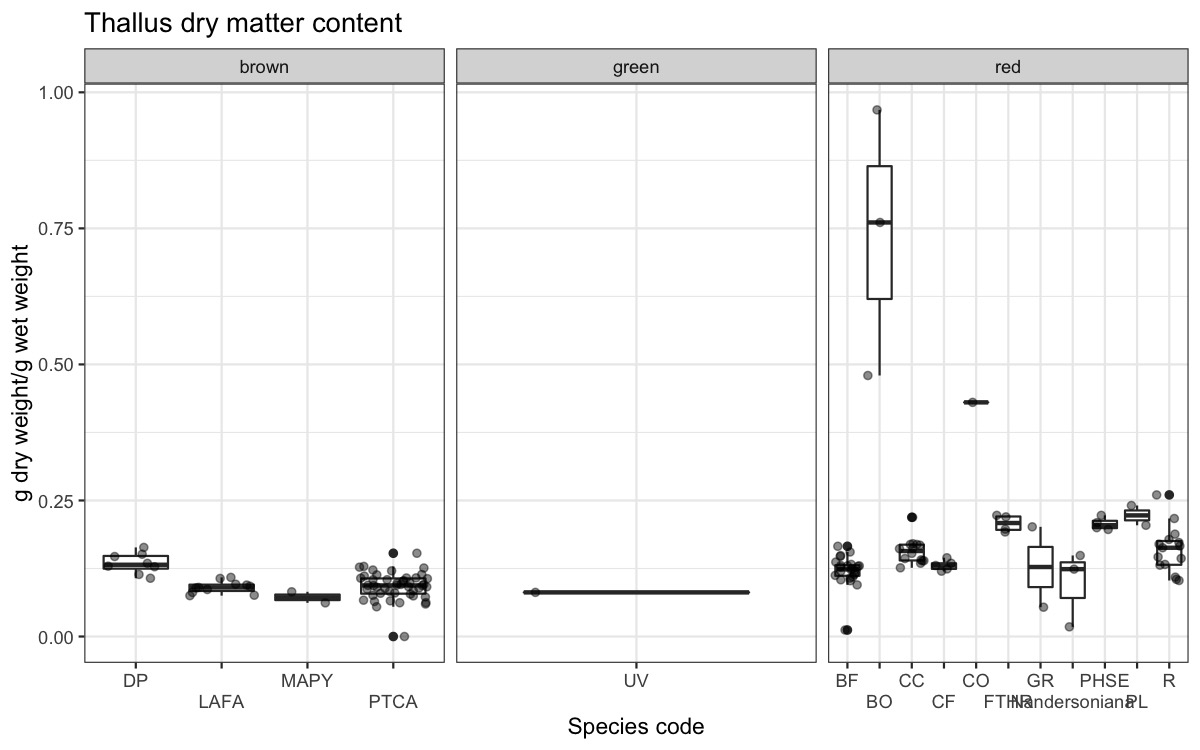 Thallus dry matter content
brown
green
red
1.00
0.75
0.50
0.25
0.00
g dry weight/g wet weight
DP
LAFA
MAPY
PTCA
UV
BF
BO
CC
CF
CO
FTHR
GR
PHSE
PL
R
Species code